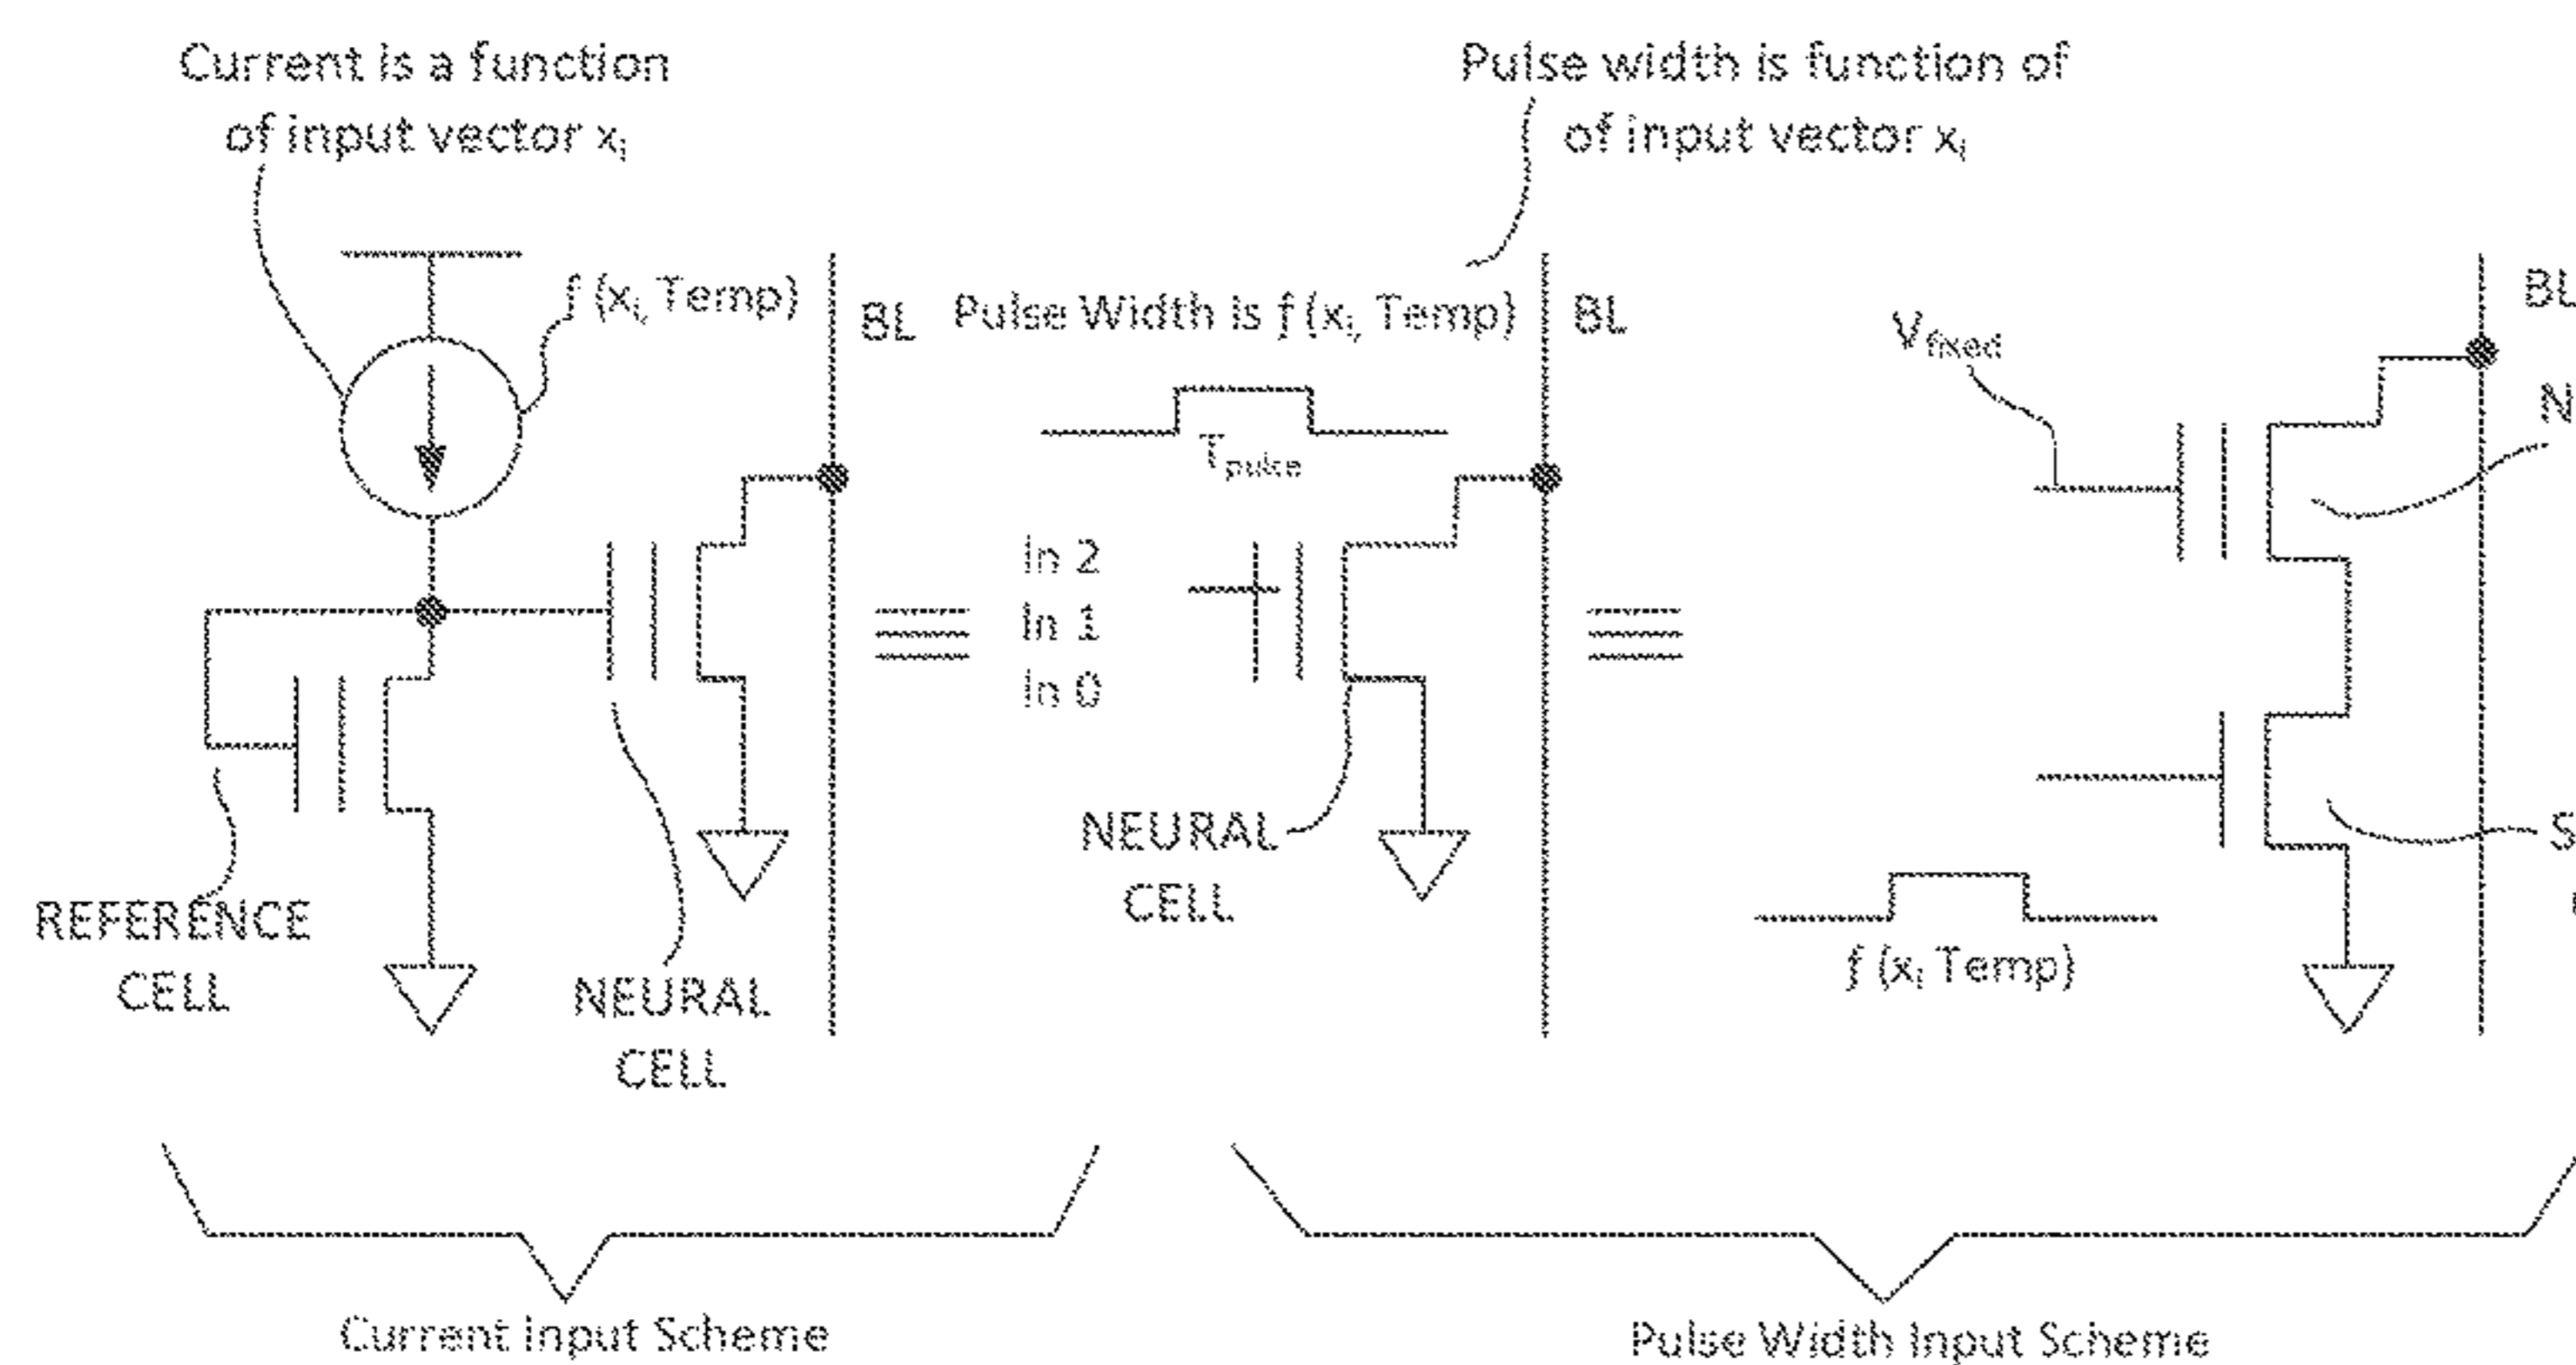 Current is a function
of input vector xi
Pulse width is function of
of input vector xi
f (xi, Temp)
BL
Pulse Width is f (xi, Temp)
BL
Vfixed
BL
Tpulse
In 2
In 1
In 0
NEURAL
CELL
REFERENCE
CELL
NEURAL
CELL
f (xi Temp)
Current Input Scheme
Pulse Width Input Scheme